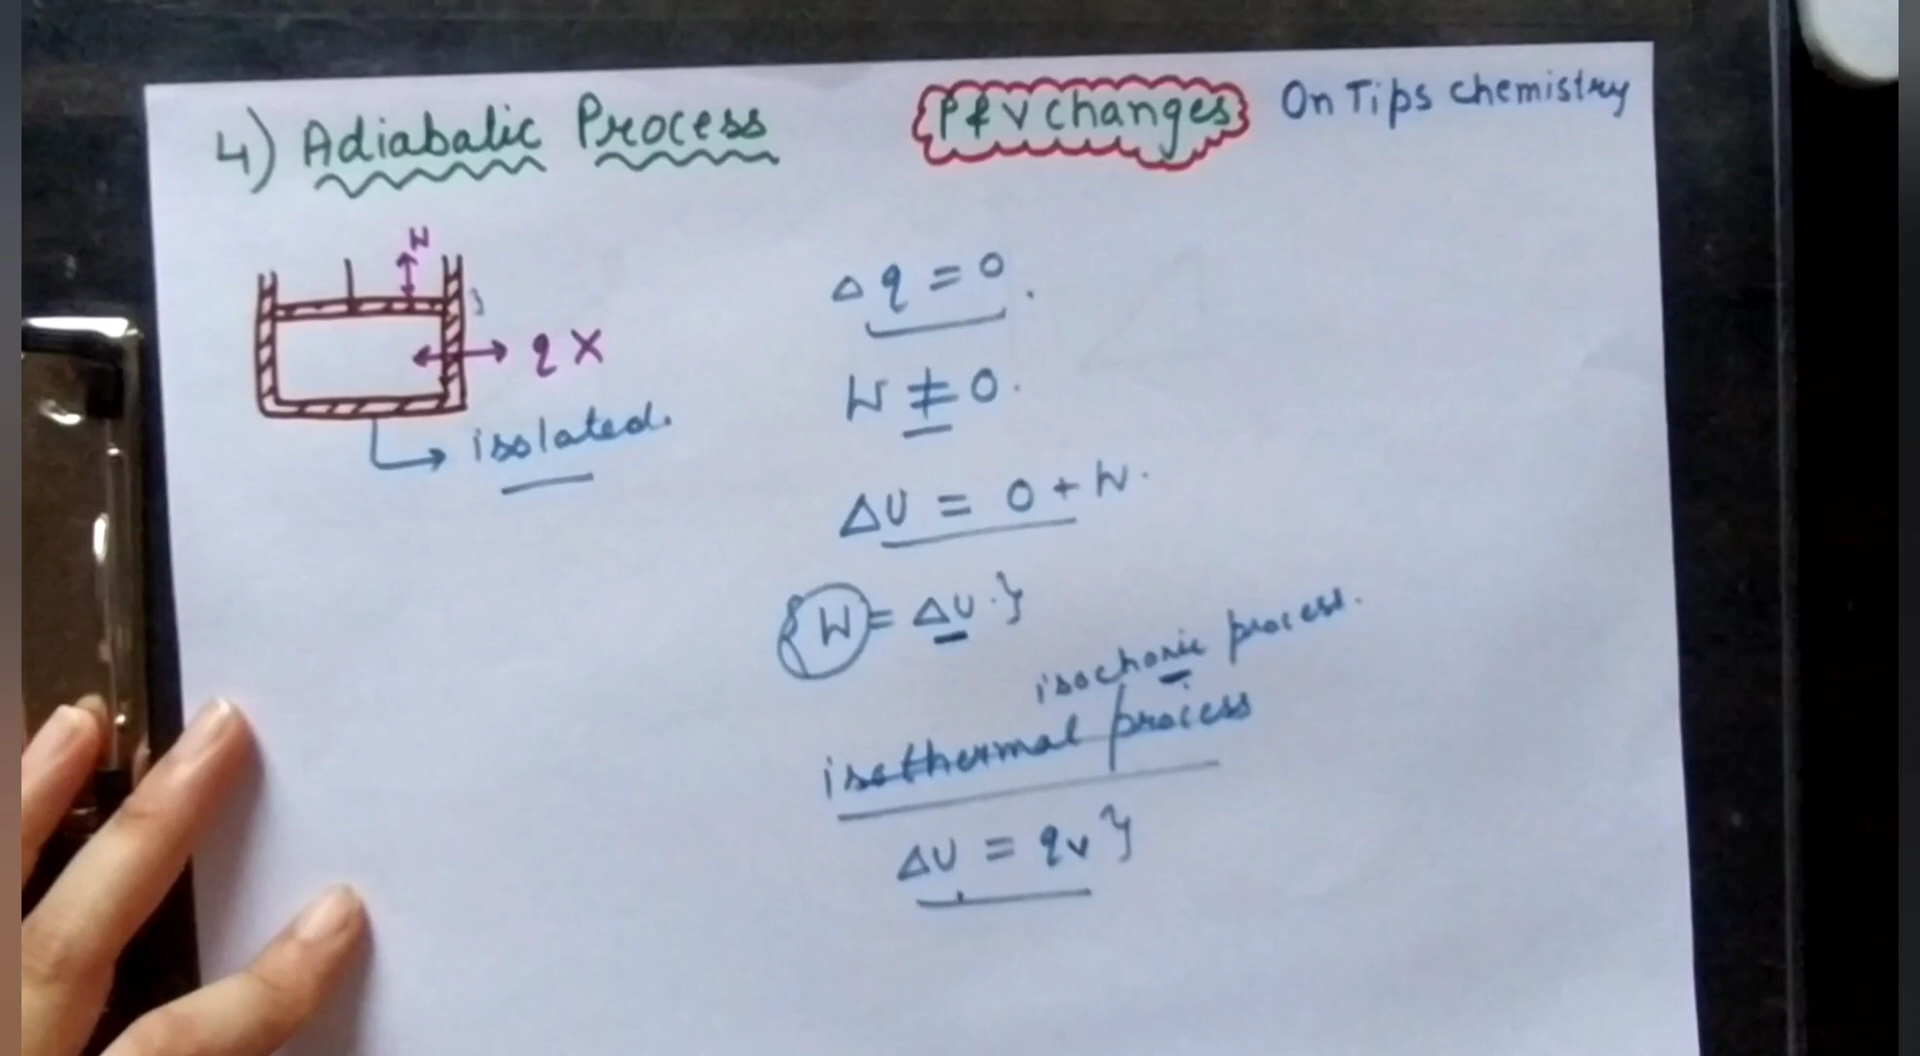 4) Adiabatic Process
P & V changes
On Tips chemistry
W
q X
isolated.
Δq = 0.
W ≠ 0.
ΔU = 0 + W.
{W = ΔU.}
isochoric process.
isothermal process
ΔU = qv}